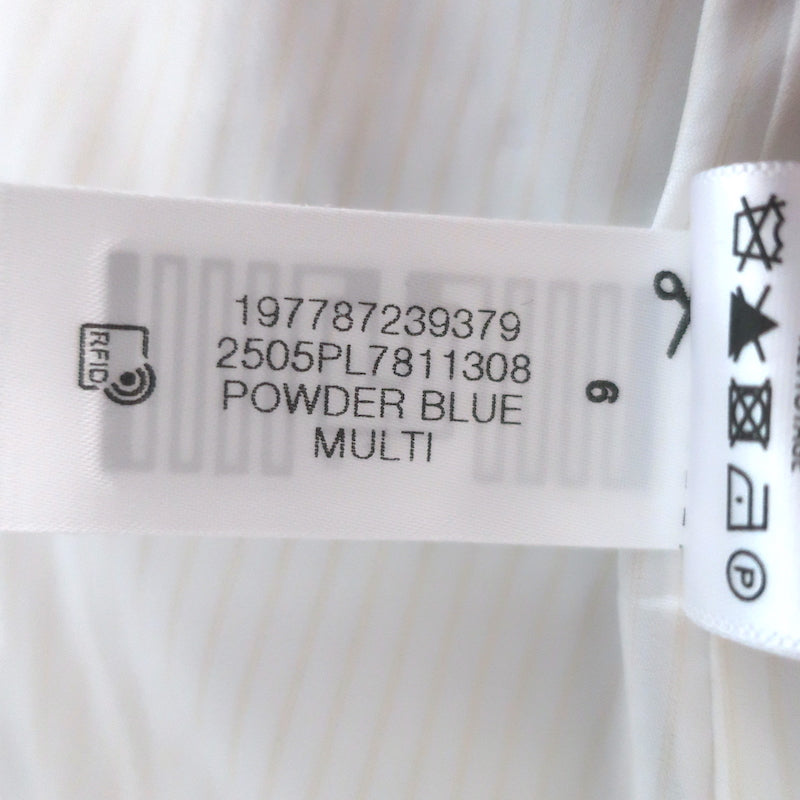 197787239379
2505PL7811308
POWDER BLUE
MULTI
RFID
6
P